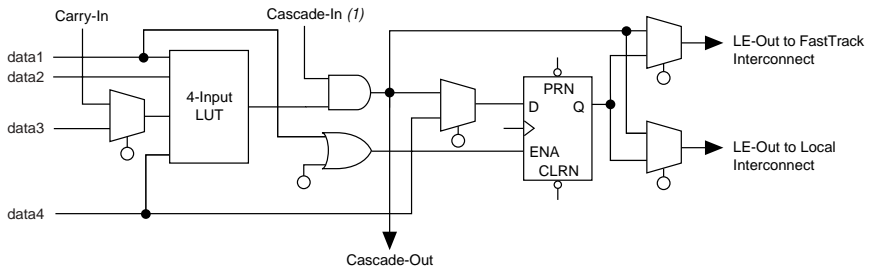 Carry-In
Cascade-In (1)
data1
data2
data3
data4
4-Input
LUT
PRN
D
Q
ENA
CLRN
LE-Out to FastTrack
Interconnect
LE-Out to Local
Interconnect
Cascade-Out